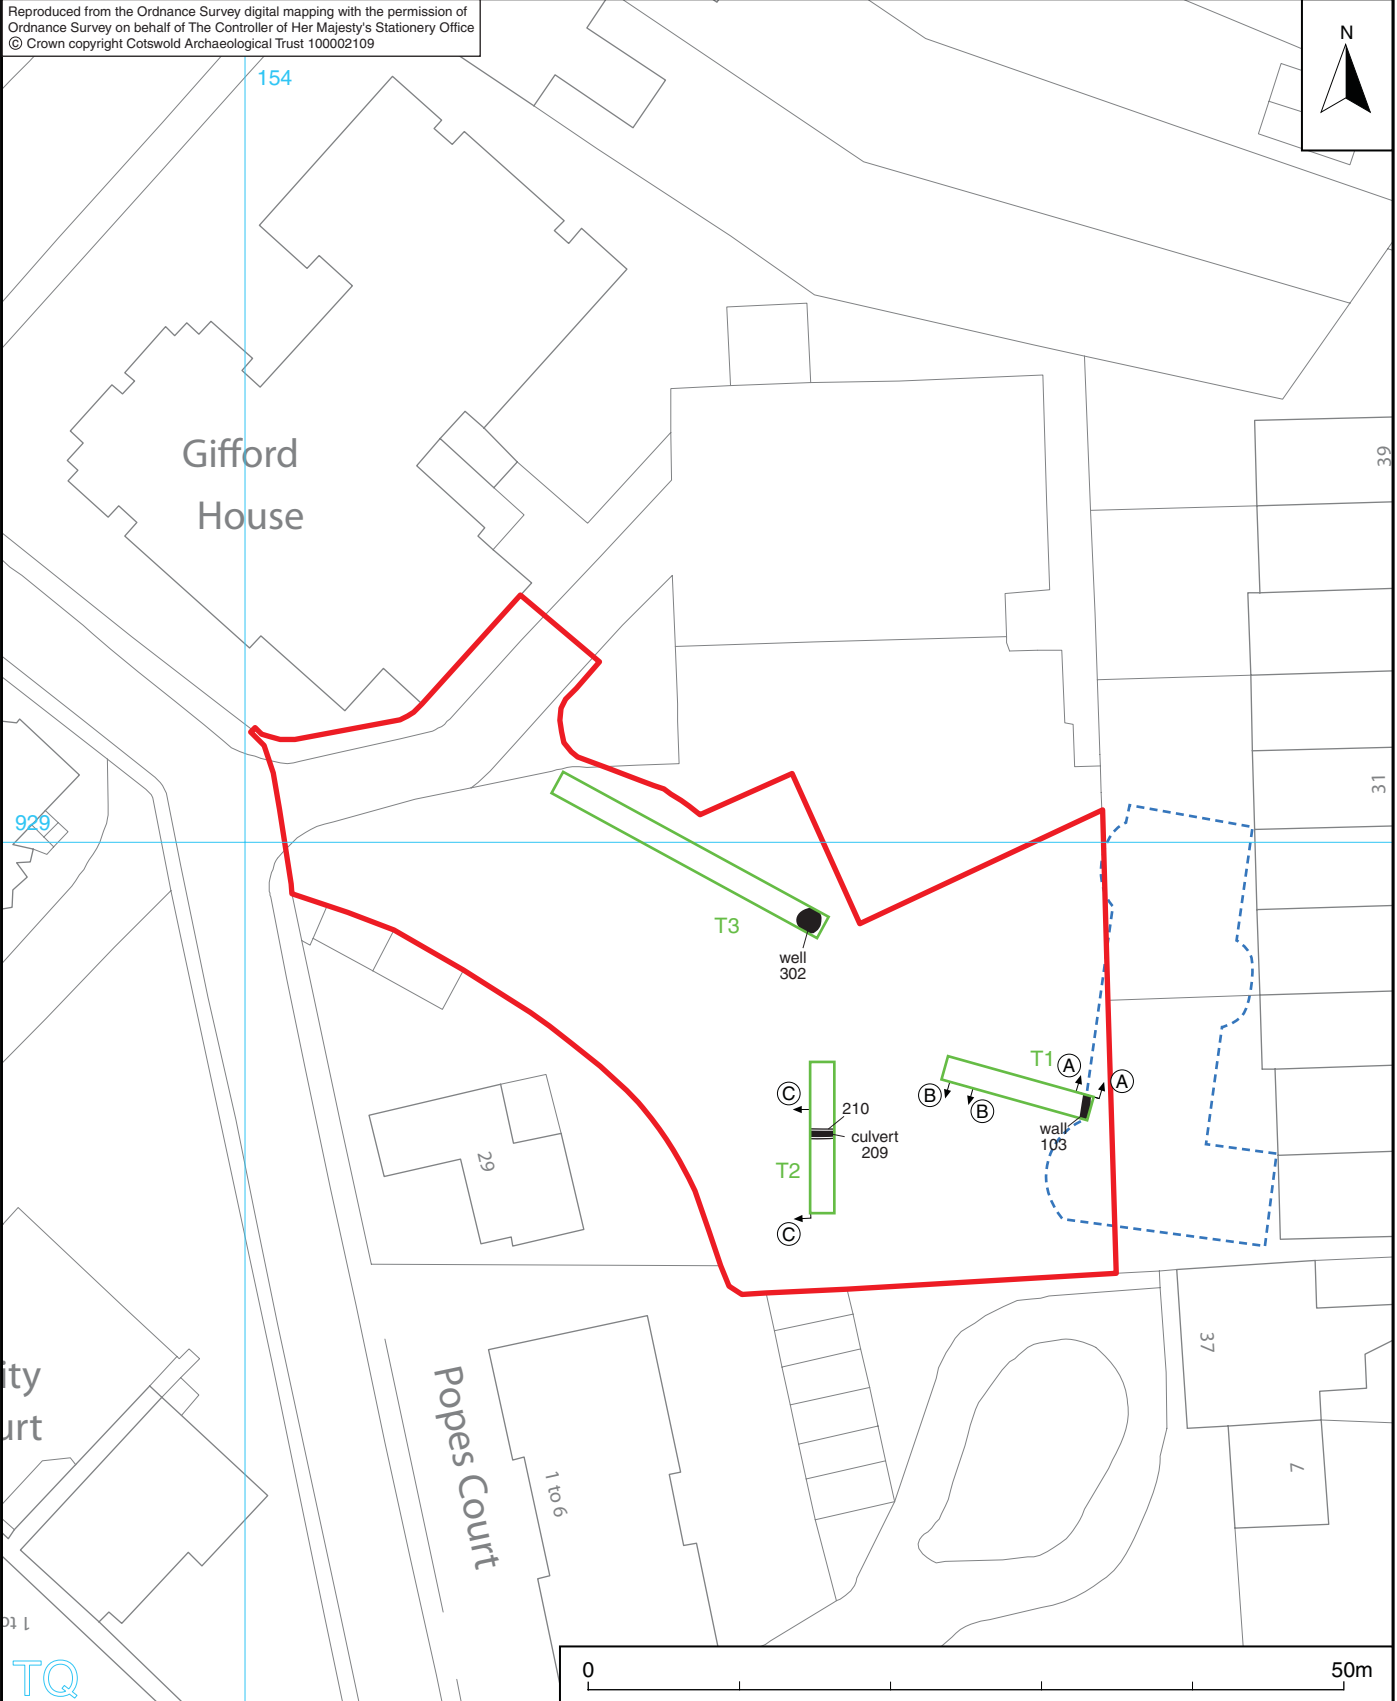 Reproduced from the Ordnance Survey digital mapping with the permission of
Ordnance Survey on behalf of The Controller of Her Majesty's Stationery Office
© Crown copyright Cotswold Archaeological Trust 100002109
N
154
Gifford
House
39
31
929
T3
well
302
T1
A
A
B
B
wall
103
C
210
culvert
209
T2
C
29
37
7
ity
urt
Popes Court
1 to 6
1 to
TQ
0
50m